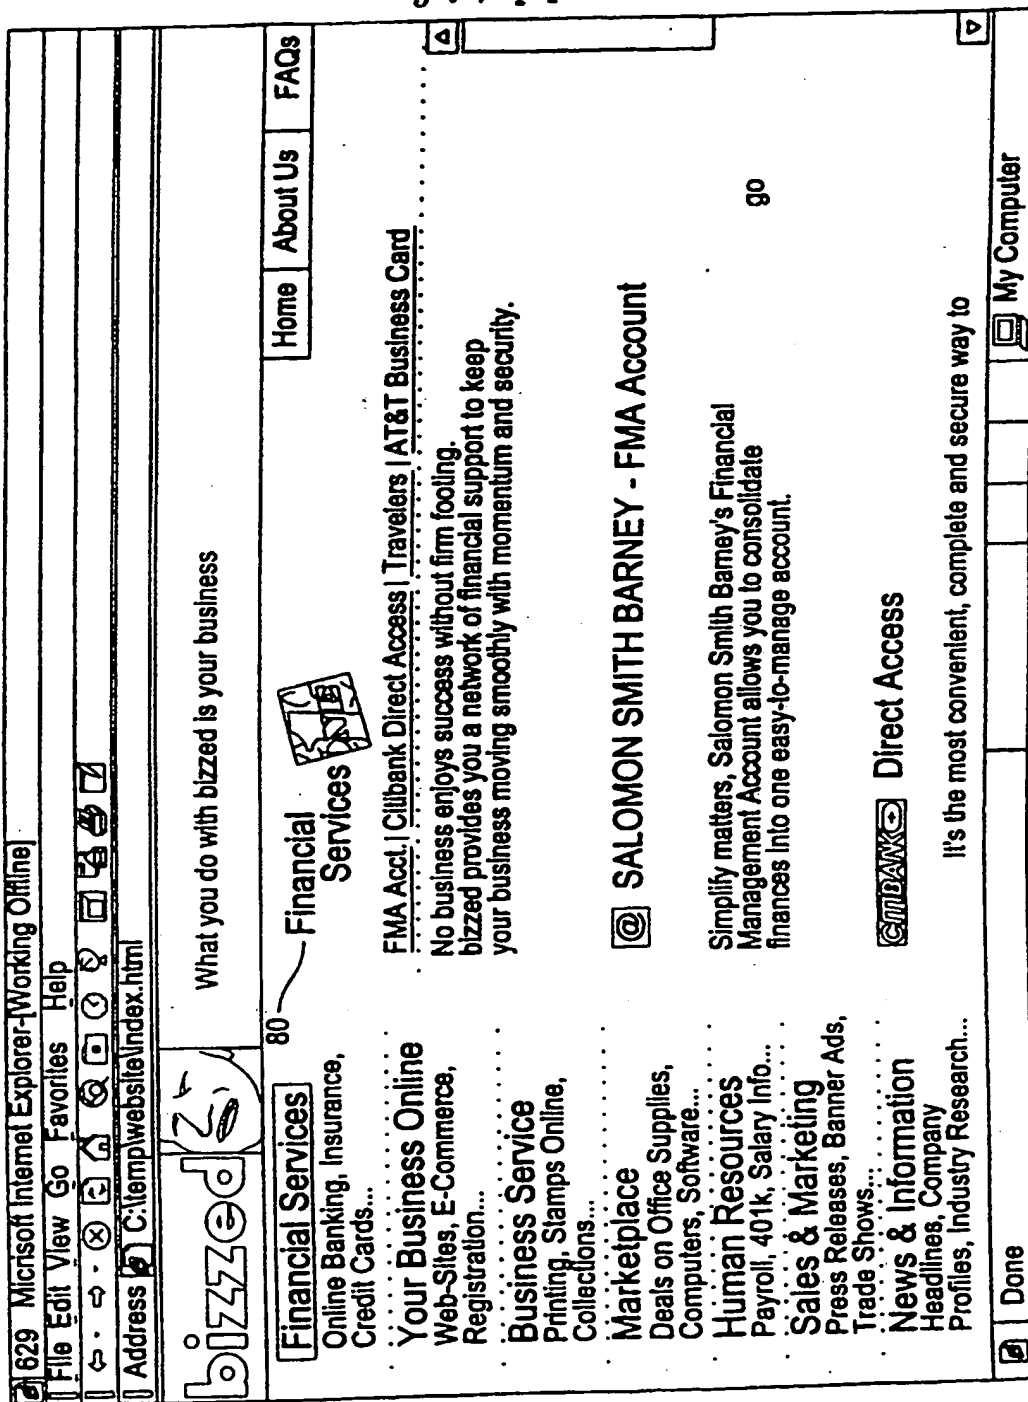 629 Micrisoft Internet Explorer-[Working Offline]
File Edit View Go Favorites Help
Address C:\temp\website\index.html
bizzed
What you do with bizzed is your business
Home About Us FAQs
Financial Services
Online Banking, Insurance,
Credit Cards...
Your Business Online
Web-Sites, E-Commerce,
Registration...
Business Service
Printing, Stamps Online,
Collections...
Marketplace
Deals on Office Supplies,
Computers, Software...
Human Resources
Payroll, 401k, Salary Info...
Sales & Marketing
Press Releases, Banner Ads,
Trade Shows...
News & Information
Headlines, Company
Profiles, Industry Research...
80
Financial
Services
FMA Acct. | Citibank Direct Access | Travelers | AT&T Business Card
No business enjoys success without firm footing.
bizzed provides you a network of financial support to keep
your business moving smoothly with momentum and security.
@ SALOMON SMITH BARNEY - FMA Account
Simplify matters, Salomon Smith Barney's Financial
Management Account allows you to consolidate
finances into one easy-to-manage account.
go
CITIBANK Direct Access
It's the most convenient, complete and secure way to
Done
My Computer